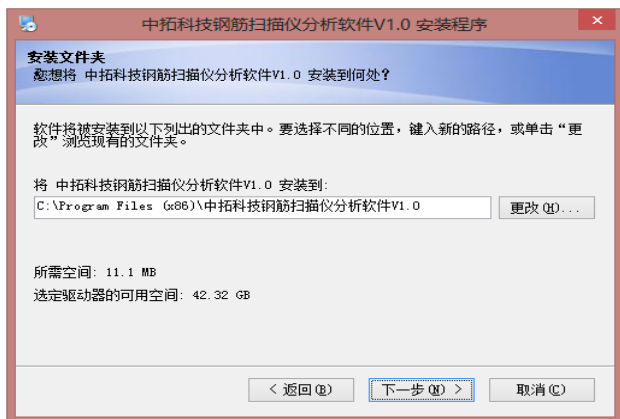 中拓科技钢筋扫描仪分析软件V1.0 安装程序
安装文件夹
您想将 中拓科技钢筋扫描仪分析软件V1.0 安装到何处?
软件将被安装到以下列出的文件夹中。要选择不同的位置，键入新的路径，或单击“更
改”浏览现有的文件夹。
将 中拓科技钢筋扫描仪分析软件V1.0 安装到:
C:\Program Files (x86)\中拓科技钢筋扫描仪分析软件V1.0
更改(H)...
所需空间: 11.1 MB
选定驱动器的可用空间: 42.32 GB
< 返回(B)
下一步(N) >
取消(C)